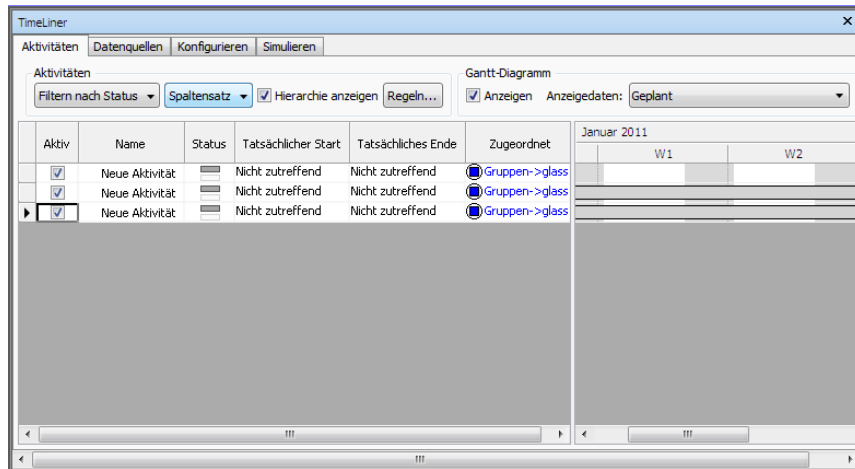 TimeLiner
Aktivitäten Datenquellen Konfigurieren Simulieren
Aktivitäten Gantt-Diagramm
Filtern nach Status Spaltensatz Hierarchie anzeigen Regeln... Anzeigen Anzeigedaten: Geplant
Januar 2011
Aktiv Name Status Tatsächlicher Start Tatsächliches Ende Zugeordnet
W1 W2
Neue Aktivität Nicht zutreffend Nicht zutreffend Gruppen->glass
Neue Aktivität Nicht zutreffend Nicht zutreffend Gruppen->glass
Neue Aktivität Nicht zutreffend Nicht zutreffend Gruppen->glass